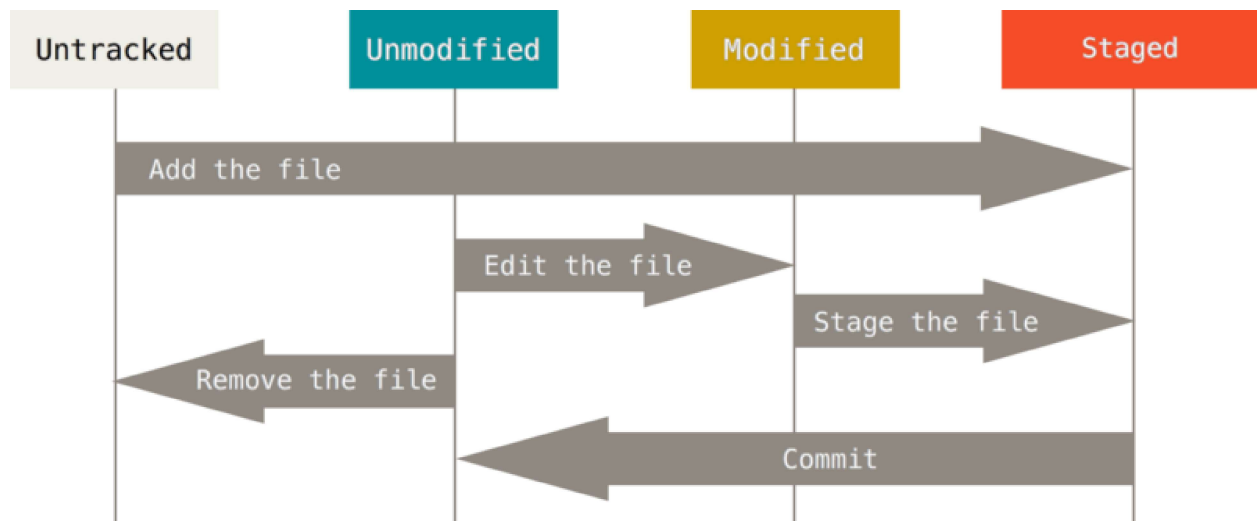 Untracked
Unmodified
Modified
Staged
Add the file
Edit the file
Stage the file
Remove the file
Commit